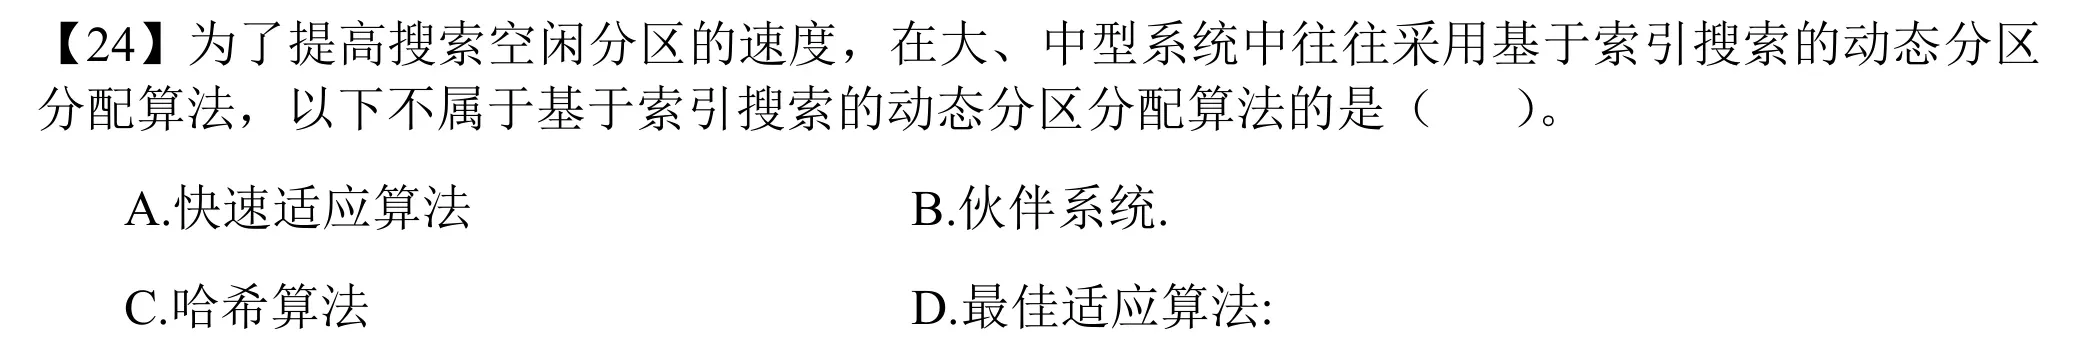 【24】为了提高搜索空闲分区的速度，在大、中型系统中往往采用基于索引搜索的动态分区
分配算法，以下不属于基于索引搜索的动态分区分配算法的是（　　）。
A.快速适应算法　　B.伙伴系统.
C.哈希算法　　D.最佳适应算法: